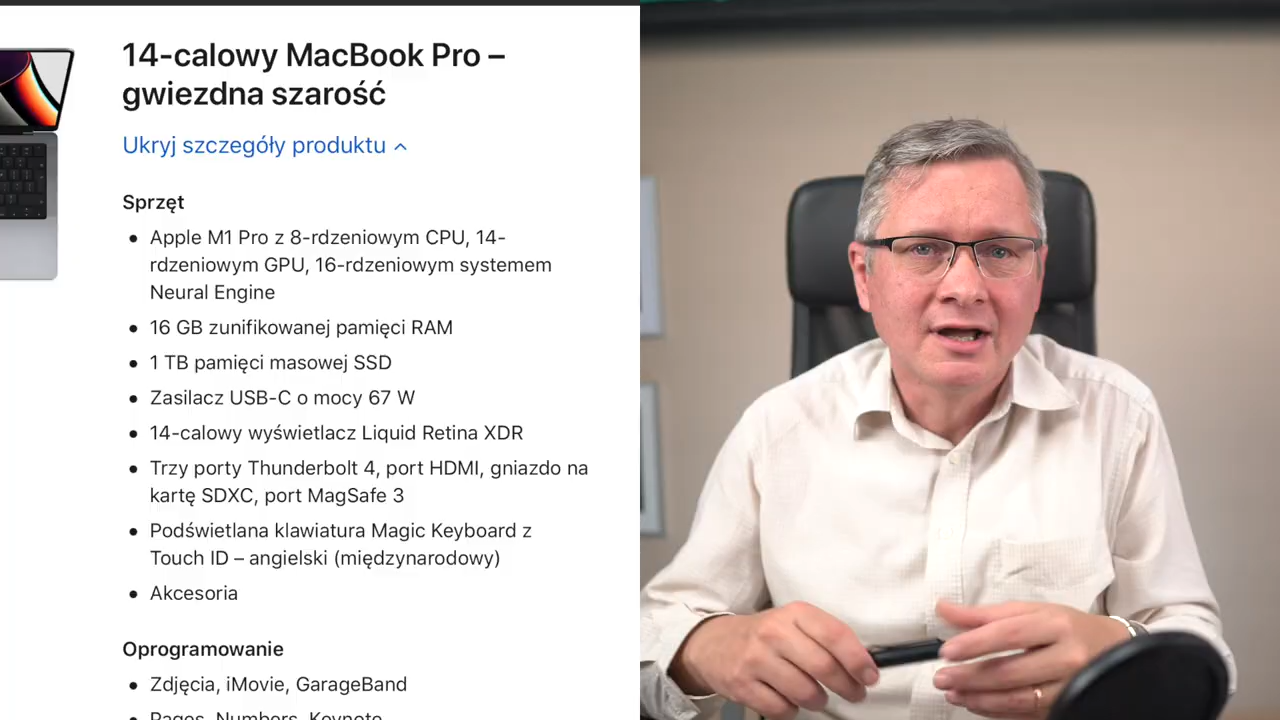 14-calowy MacBook Pro –
gwiezdna szarość
Ukryj szczegóły produktu
Sprzęt
Apple M1 Pro z 8-rdzeniowym CPU, 14-
rdzeniowym GPU, 16-rdzeniowym systemem
Neural Engine
16 GB zunifikowanej pamięci RAM
1 TB pamięci masowej SSD
Zasilacz USB-C o mocy 67 W
14-calowy wyświetlacz Liquid Retina XDR
Trzy porty Thunderbolt 4, port HDMI, gniazdo na
kartę SDXC, port MagSafe 3
Podświetlana klawiatura Magic Keyboard z
Touch ID – angielski (międzynarodowy)
Akcesoria
Oprogramowanie
Zdjęcia, iMovie, GarageBand
Pages, Numbers, Keynote